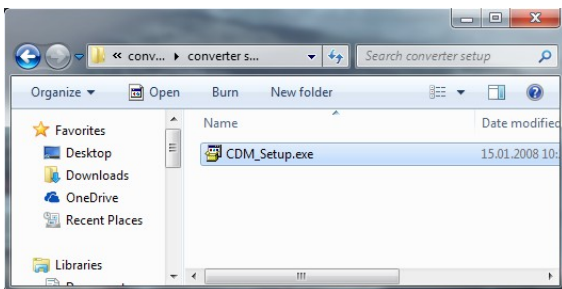 « conv... ▸ converter s...
Search converter setup
Organize ▾ Open Burn New folder
Name Date modified
Favorites
CDM_Setup.exe 15.01.2008 10:
Desktop
Downloads
OneDrive
Recent Places
Libraries